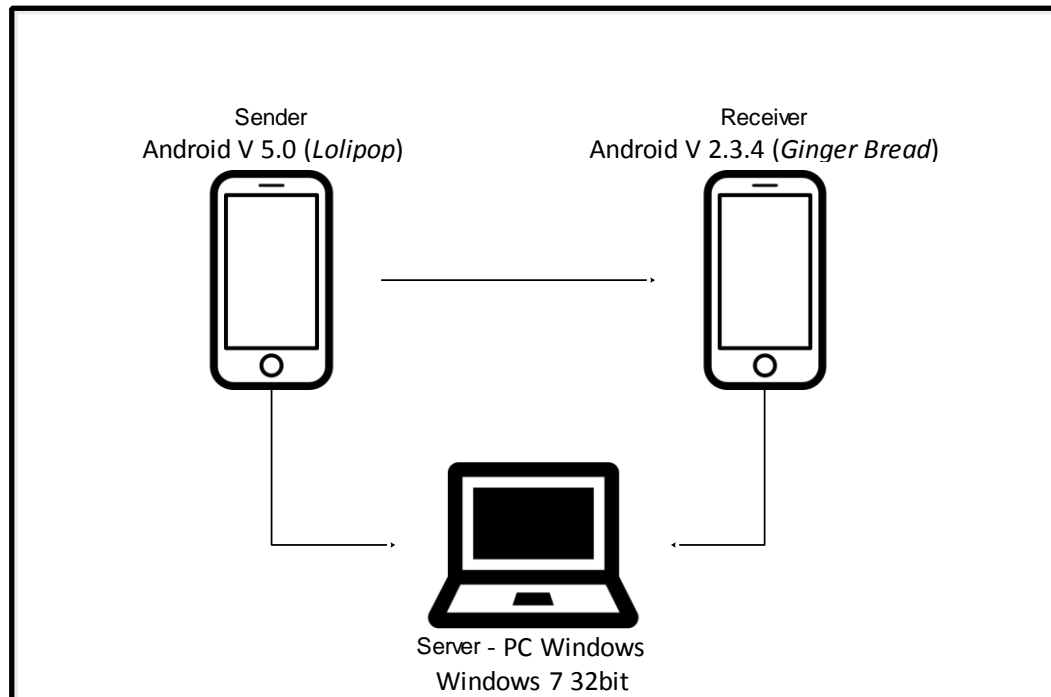 Sender
Android V 5.0 (Lolipop)
Receiver
Android V 2.3.4 (Ginger Bread)
Server - PC Windows
Windows 7 32bit